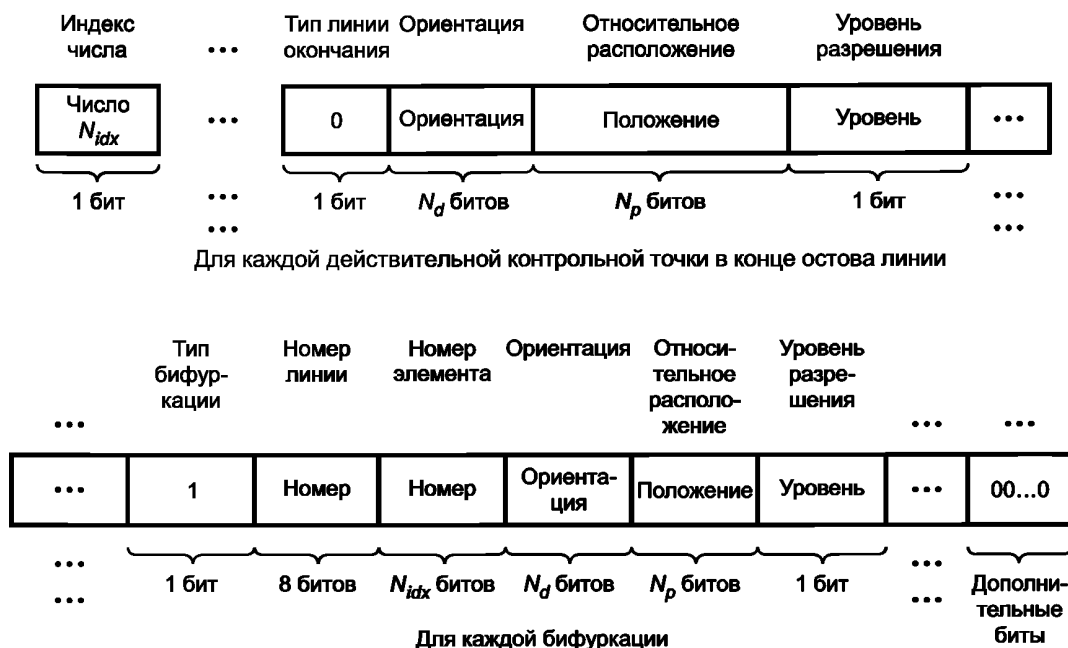 Индекс числа ••• Тип линии окончания Ориентация Относительное расположение Уровень разрешения
Число N_idx ••• 0 Ориентация Положение Уровень •••
1 бит ••• 1 бит N_d битов N_p битов 1 бит •••
••• •••
Для каждой действительной контрольной точки в конце остова линии
••• Тип бифур-кации Номер линии Номер элемента Ориентация Относи-тельное располо-жение Уровень разре-шения ••• •••
••• 1 Номер Номер Ориента-ция Положение Уровень ••• 00...0
••• 1 бит 8 битов N_idx битов N_d битов N_p битов 1 бит ••• Дополни-тельные биты
••• •••
Для каждой бифуркации